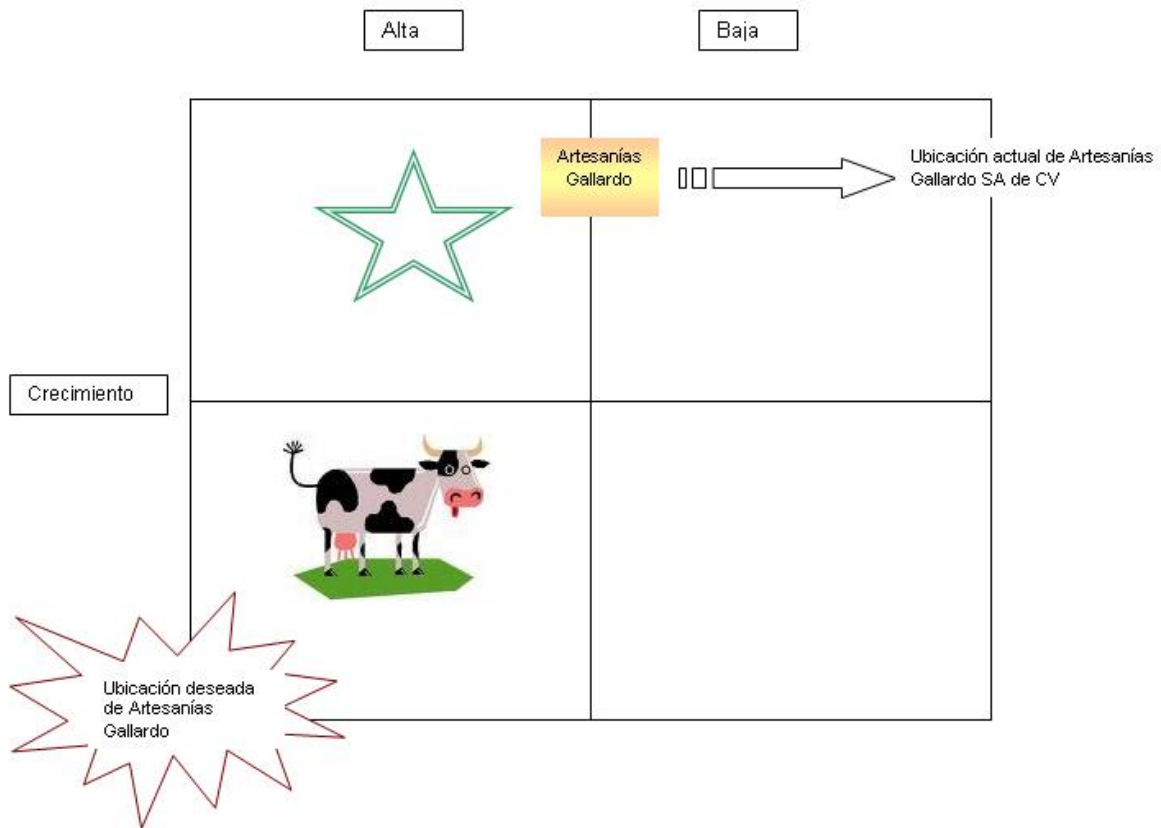 Alta
Baja
Artesanías
Gallardo
Ubicación actual de Artesanías
Gallardo SA de CV
Crecimiento
Ubicación deseada
de Artesanías
Gallardo